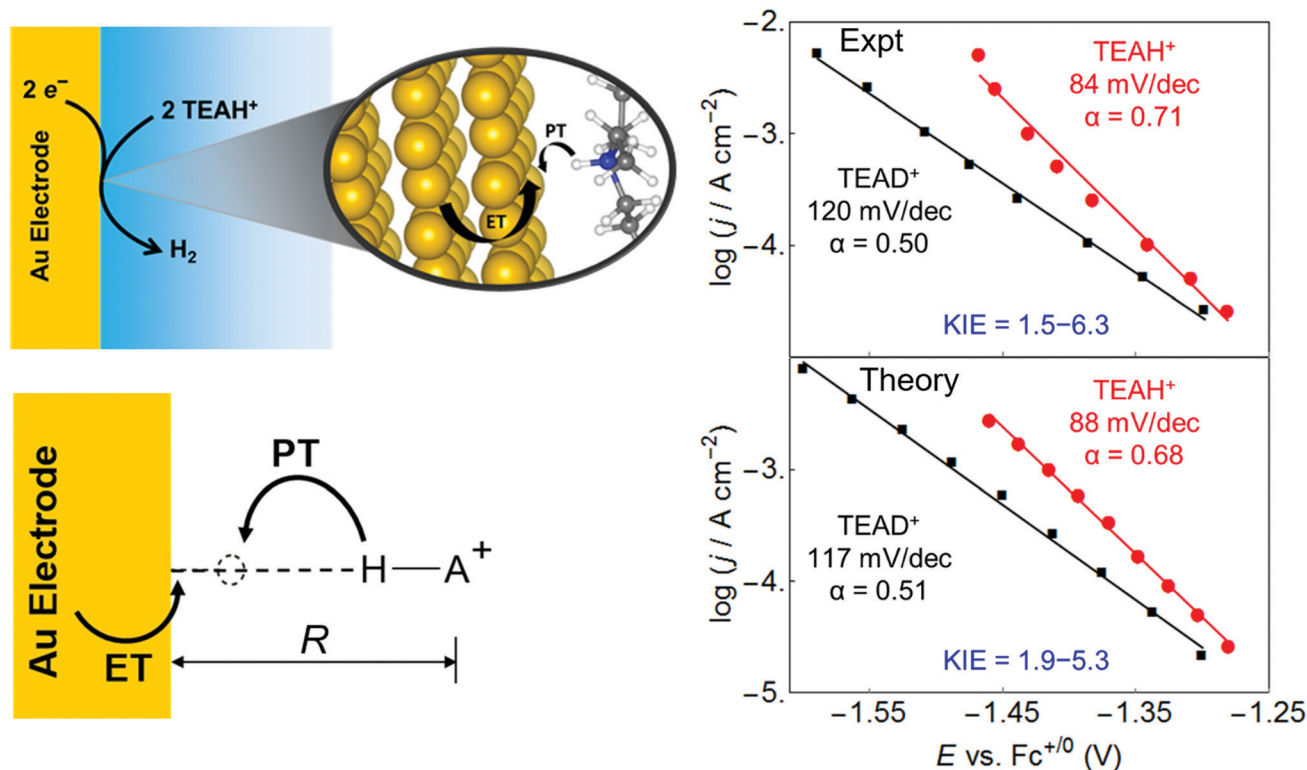 2 e⁻
2 TEAH⁺
H₂
Au Electrode
PT
ET
Au Electrode
PT
H
A⁺
R
ET
Expt
TEAH⁺
84 mV/dec
α = 0.71
TEAD⁺
120 mV/dec
α = 0.50
KIE = 1.5−6.3
−2.
−3.
−4.
log (j / A cm⁻²)
Theory
TEAH⁺
88 mV/dec
α = 0.68
TEAD⁺
117 mV/dec
α = 0.51
KIE = 1.9−5.3
−3.
−4.
−5.
log (j / A cm⁻²)
−1.55 −1.45 −1.35 −1.25
E vs. Fc⁺ᐟ⁰ (V)